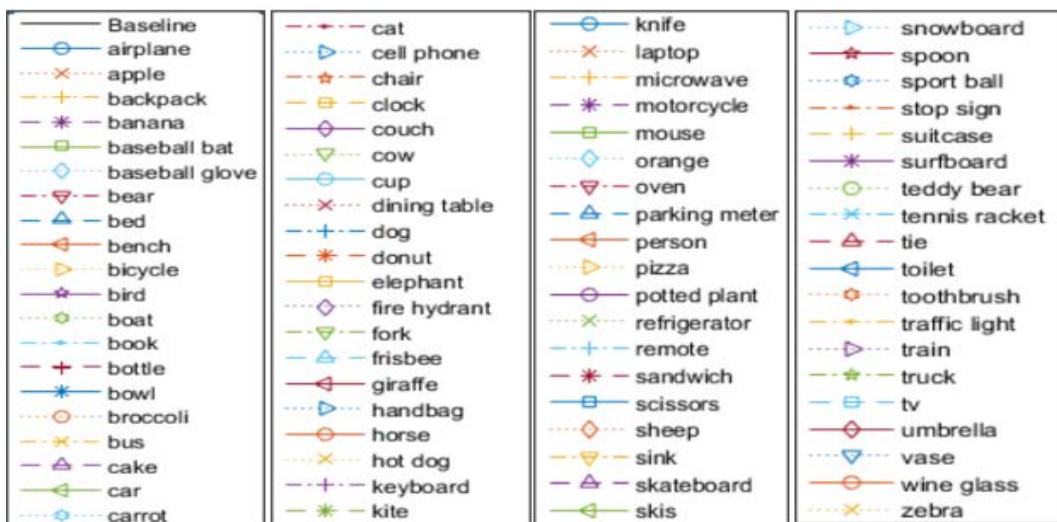 Baseline
airplane
apple
backpack
banana
baseball bat
baseball glove
bear
bed
bench
bicycle
bird
boat
book
bottle
bowl
broccoli
bus
cake
car
carrot
cat
cell phone
chair
clock
couch
cow
cup
dining table
dog
donut
elephant
fire hydrant
fork
frisbee
giraffe
handbag
horse
hot dog
keyboard
kite
knife
laptop
microwave
motorcycle
mouse
orange
oven
parking meter
person
pizza
potted plant
refrigerator
remote
sandwich
scissors
sheep
sink
skateboard
skis
snowboard
spoon
sport ball
stop sign
suitcase
surfboard
teddy bear
tennis racket
tie
toilet
toothbrush
traffic light
train
truck
tv
umbrella
vase
wine glass
zebra